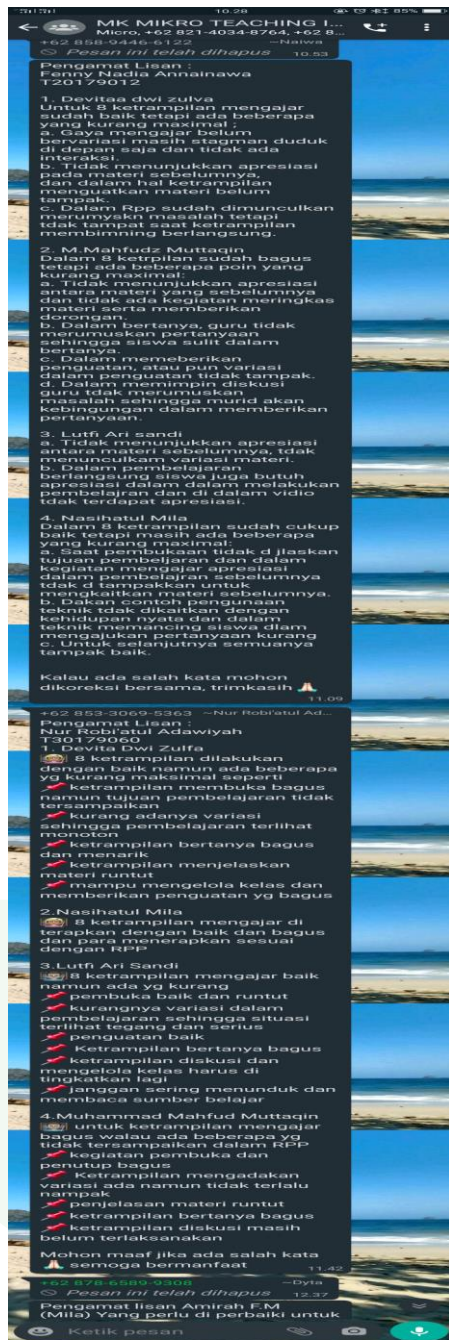 10.28
85%
MK MIKRO TEACHING I...
Micro, +62 821-4034-8764, +62 8...
+62 858-9446-6122 ~Naiwa
Pesan ini telah dihapus 10.53
Pengamat Lisan :
Fenny Nadia Annainawa
T20179012
1. Devitaa dwi zulva
Untuk 8 ketrampilan mengajar
sudah baik tetapi ada beberapa
yang kurang maximal ;
a. Gaya mengajar belum
bervariasi masih stagman duduk
di depan saja dan tidak ada
interaksi.
b. Tidak menunjukan apresiasi
pada materi sebelumnya,
dan dalam hal ketrampilan
menguatkan materi belum
tampak.
c. Dalam Rpp sudah dimunculkan
merumyskn masalah tetapi
tdk tampak saat ketrampilan
membimning berlangsung.
2. M.Mahfudz Muttaqin
Dalam 8 ketrpilan sudah bagus
tetapi ada beberapa poin yang
kurang maximal:
a. Tidak menunjukkan apresiasi
antara materi yang sebelumnya
dan tidak ada kegiatan meringkas
materi serta memberikan
dorongan.
b. Dalam bertanya, guru tidak
merumuskan pertanyaan
sehingga siswa sulit dalam
bertanya.
c. Dalam memeberikan
penguatan, atau pun variasi
dalam penguatan tidak tampak.
d. Dalam memimpin diskusi
guru tdk merumuskan
masalah sehingga murid akan
kebingungan dalam memberikan
pertanyaan.
3. Lutfi Ari sandi
a. Tidak menunjukkan apresiasi
antara materi sebelumnya, tdak
menunculkam variasi materi.
b. Dalam pembelajaran
berlangsung siswa juga butuh
apresiasi dalam dalam melakukan
pembelajrn dan di dalam vidio
tdak terdapat apresiasi.
4. Nasihatul Mila
Dalam 8 ketrampilan sudah cukup
baik tetapi masih ada beberapa
yang kurang maximal:
a. Saat pembukaan tidak d jlaskan
tujuan pembeljaran dan dalam
kegiatan mengajar apresiasi
dalam pembelajran sebelumnya
tdak d tampakkan untuk
mengkaitkan materi sebelumnya.
b. Dakan contoh pengunaan
teknik tdak dikaitkan dengan
kehidupan nyata dan dalam
teknik memancing siswa dlam
mengajukan pertanyaan kurang
c. Untuk selanjutnya semuanya
tampak baik.
Kalau ada salah kata mohon
dikoreksi bersama, trimkasih 🙏
11.09
+62 853-3069-5363 ~Nur Robi'atul Ad...
Pengamat Lisan :
Nur Robi'atul Adawiyah
T30179060
1. Devita Dwi Zulfa
8 ketrampilan dilakukan
dengan baik namun ada beberapa
yg kurang maksimal seperti
ketrampilan membuka bagus
namun tujuan pembelajaran tidak
tersampaikan
kurang adanya variasi
sehingga pembelajaran terlihat
monoton
ketrampilan bertanya bagus
dan menarik
ketrampilan menjelaskan
materi runtut
mampu mengelola kelas dan
memberikan penguatan yg bagus
2.Nasihatul Mila
8 ketrampilan mengajar di
terapkan dengan baik dan bagus
dan para menerapkan sesuai
dengan RPP
3.Lutfi Ari Sandi
8 ketrampilan mengajar baik
namun ada yg kurang
pembuka baik dan runtut
kurangnya variasi dalam
pembelajaran sehingga situasi
terlihat tegang dan serius
penguatan baik
Ketrampilan bertanya bagus
ketrampilan diskusi dan
mengelola kelas harus di
tingkatkan lagi
janggan sering menunduk dan
membaca sumber belajar
4.Muhammad Mahfud Muttaqin
untuk ketrampilan mengajar
bagus walau ada beberapa yg
tidak tersampaikan dalam RPP
kegiatan pembuka dan
penutup bagus
Ketrampilan mengadakan
variasi ada namun tidak terlalu
nampak
penjelasan materi runtut
ketrampilan bertanya bagus
ketrampilan diskusi masih
belum terlaksanakan
Mohon maaf jika ada salah kata
🙏 semoga bermanfaat 11.42
+62 878-6589-9308 ~Dyta
Pesan ini telah dihapus 12.37
Pengamat lisan Amirah F.M
(Mila) Yang perlu di perbaiki untuk
Ketik pesan